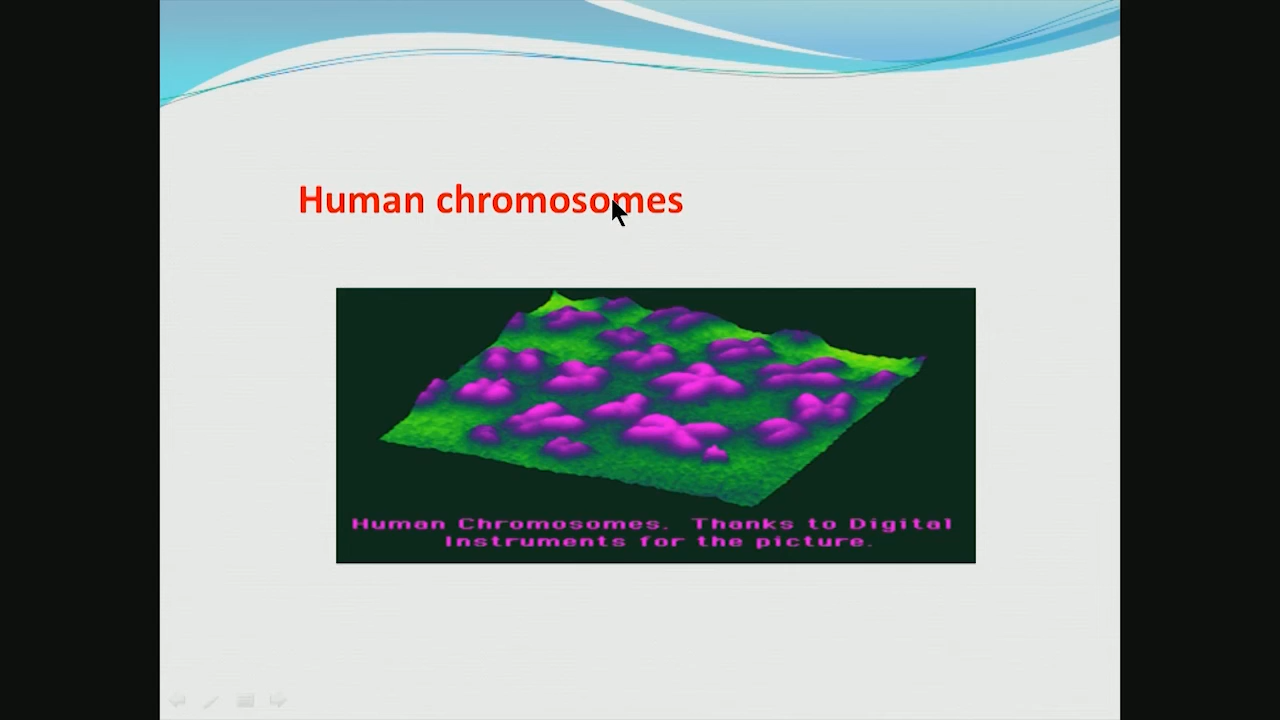 Human chromosomes
Human Chromosomes. Thanks to Digital
Instruments for the picture.